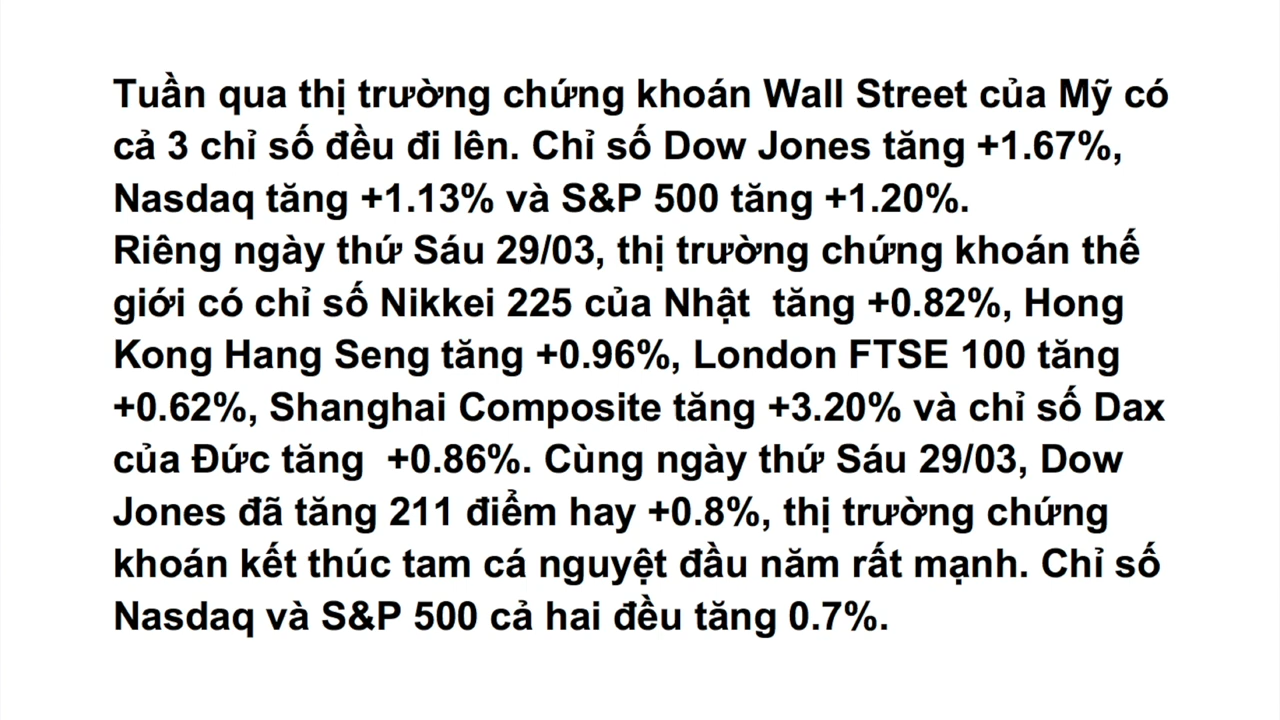 Tuần qua thị trường chứng khoán Wall Street của Mỹ có
cả 3 chỉ số đều đi lên. Chỉ số Dow Jones tăng +1.67%,
Nasdaq tăng +1.13% và S&P 500 tăng +1.20%.
Riêng ngày thứ Sáu 29/03, thị trường chứng khoán thế
giới có chỉ số Nikkei 225 của Nhật  tăng +0.82%, Hong
Kong Hang Seng tăng +0.96%, London FTSE 100 tăng
+0.62%, Shanghai Composite tăng +3.20% và chỉ số Dax
của Đức tăng  +0.86%. Cùng ngày thứ Sáu 29/03, Dow
Jones đã tăng 211 điểm hay +0.8%, thị trường chứng
khoán kết thúc tam cá nguyệt đầu năm rất mạnh. Chỉ số
Nasdaq và S&P 500 cả hai đều tăng 0.7%.